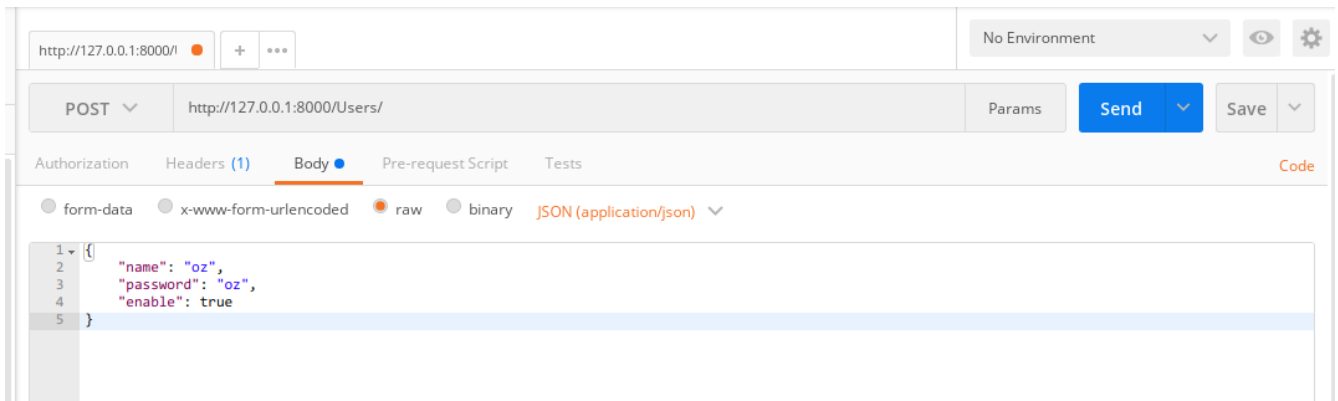 http://127.0.0.1:8000/U
No Environment
POST http://127.0.0.1:8000/Users/ Params Send Save
Authorization Headers (1) Body Pre-request Script Tests Code
form-data x-www-form-urlencoded raw binary JSON (application/json)
1 {
2 "name": "oz",
3 "password": "oz",
4 "enable": true
5 }